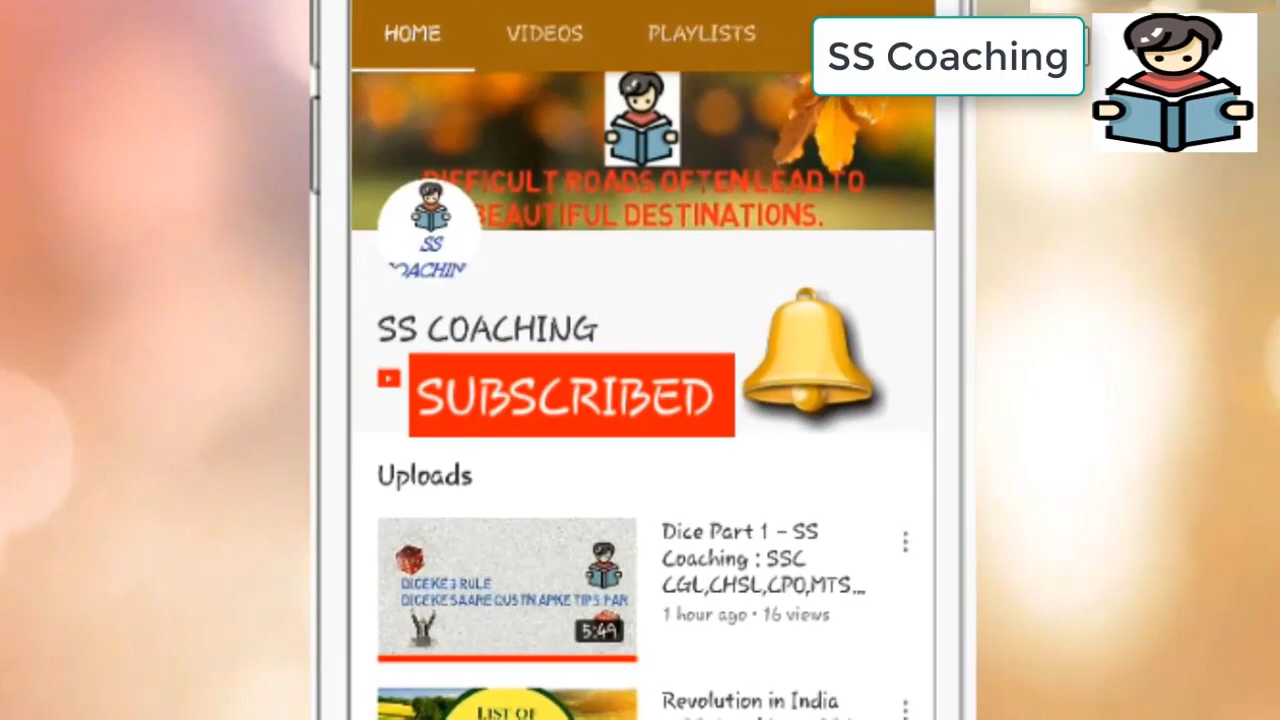 HOME VIDEOS PLAYLISTS
SS Coaching
DIFFICULT ROADS OFTEN LEAD TO
BEAUTIFUL DESTINATIONS.
SS
COACHIN
SS COACHING
SUBSCRIBED
Uploads
DICE KE 3 RULE
DICE KE SAARE QUSTN APKE TIPS PAR
5:49
Dice Part 1 - SS
Coaching : SSC
CGL,CHSL,CPO,MTS...
1 hour ago • 16 views
LIST OF
Revolution in India